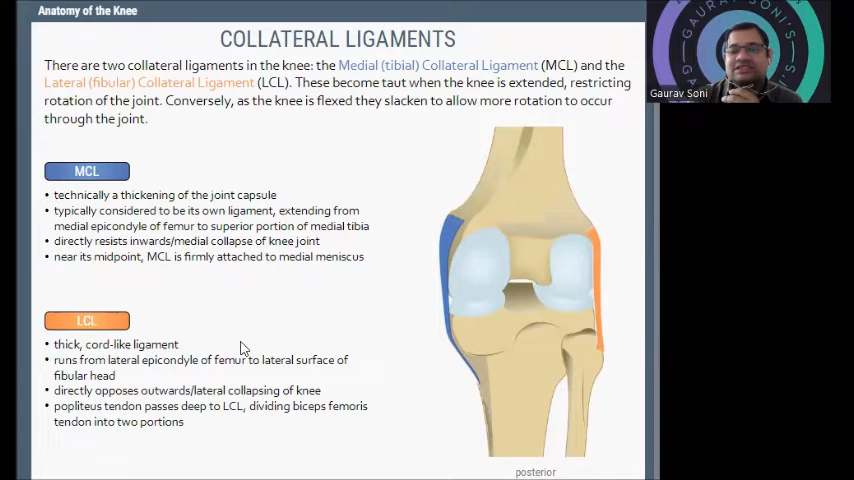 Anatomy of the Knee
COLLATERAL LIGAMENTS
There are two collateral ligaments in the knee: the Medial (tibial) Collateral Ligament (MCL) and the
Lateral (fibular) Collateral Ligament (LCL). These become taut when the knee is extended, restricting
rotation of the joint. Conversely, as the knee is flexed they slacken to allow more rotation to occur
through the joint.
MCL
• technically a thickening of the joint capsule
• typically considered to be its own ligament, extending from
medial epicondyle of femur to superior portion of medial tibia
• directly resists inwards/medial collapse of knee joint
• near its midpoint, MCL is firmly attached to medial meniscus
LCL
• thick, cord-like ligament
• runs from lateral epicondyle of femur to lateral surface of
fibular head
• directly opposes outwards/lateral collapsing of knee
• popliteus tendon passes deep to LCL, dividing biceps femoris
tendon into two portions
posterior
GAURAV SONI'S
Gaurav Soni